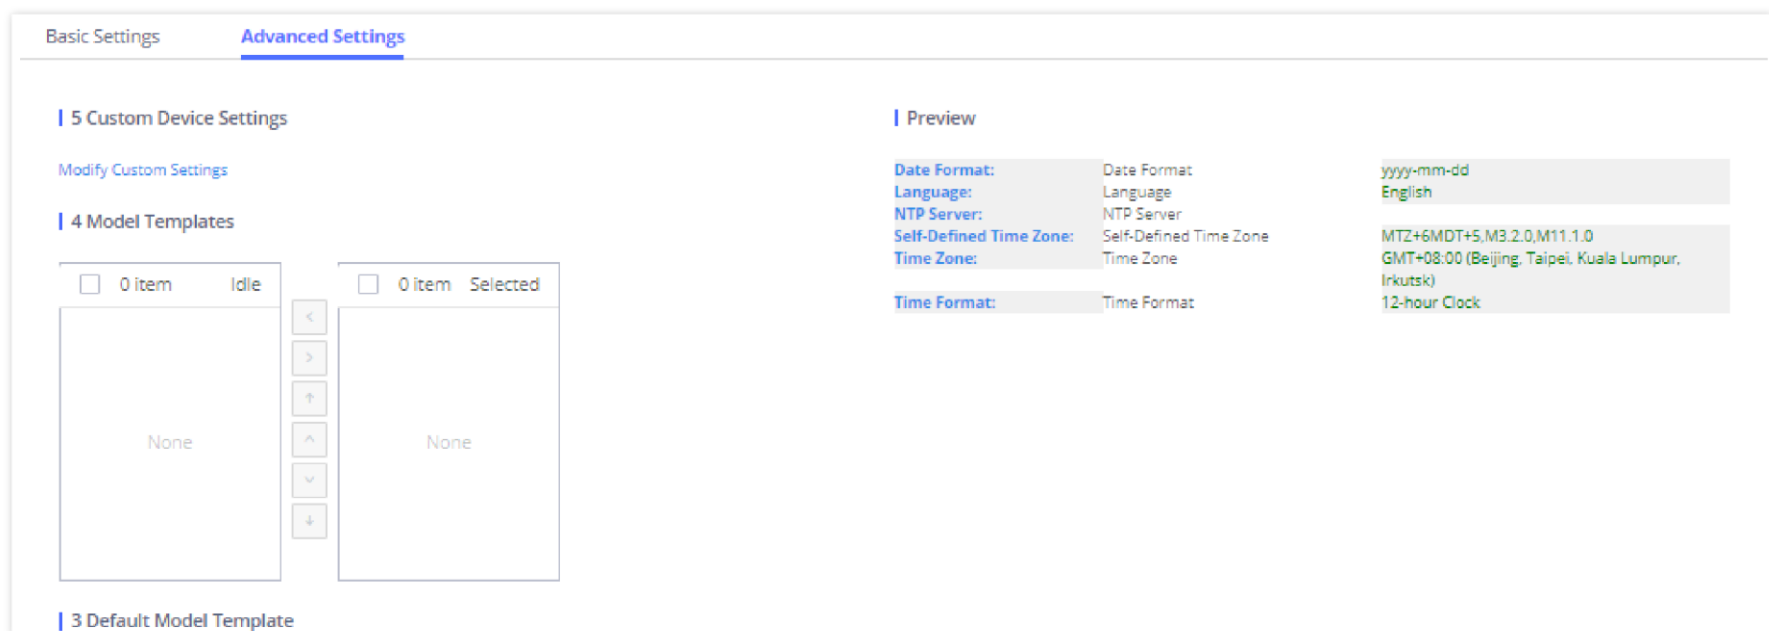 Basic Settings
Advanced Settings
5 Custom Device Settings
Modify Custom Settings
4 Model Templates
0 item Idle
None
0 item Selected
None
3 Default Model Template
Preview
Date Format: Date Format yyyy-mm-dd
Language: Language English
NTP Server: NTP Server
Self-Defined Time Zone: Self-Defined Time Zone MTZ+6MDT+5,M3.2.0,M11.1.0
Time Zone: Time Zone GMT+08:00 (Beijing, Taipei, Kuala Lumpur,
Irkutsk)
Time Format: Time Format 12-hour Clock